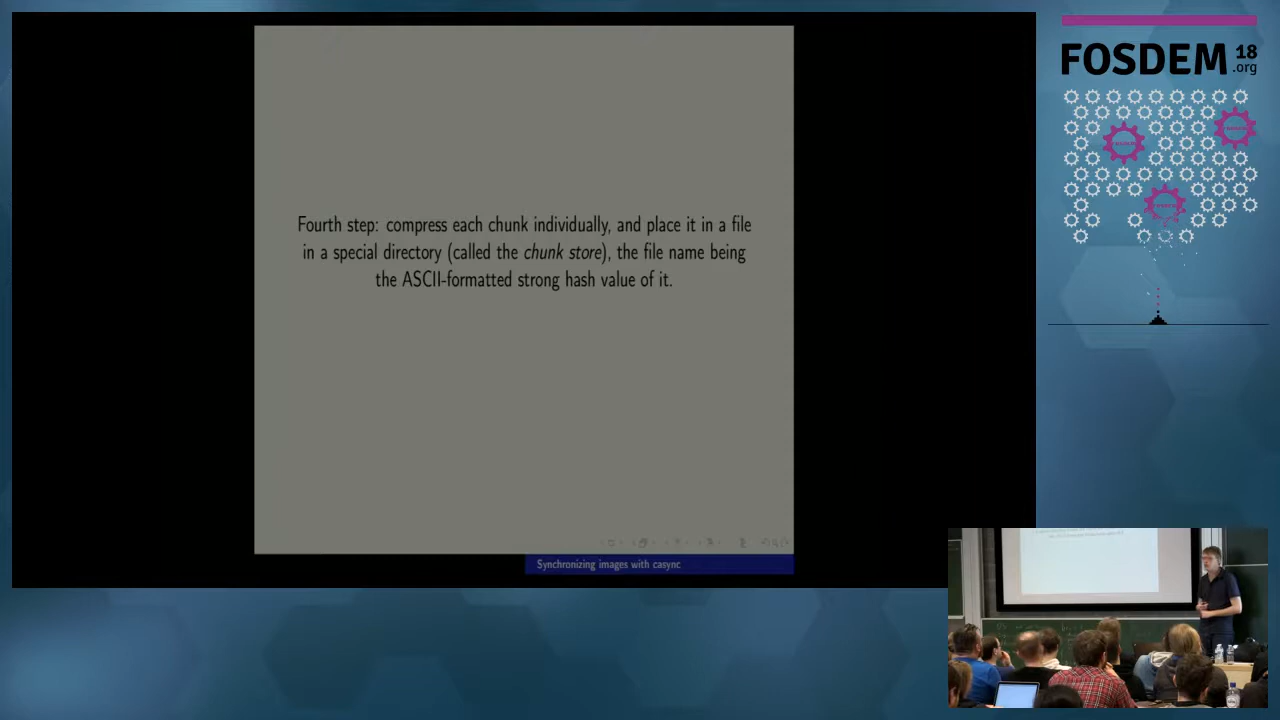 FOSDEM 18
.org
Fourth step: compress each chunk individually, and place it in a file
in a special directory (called the chunk store), the file name being
the ASCII-formatted strong hash value of it.
Synchronizing images with casync